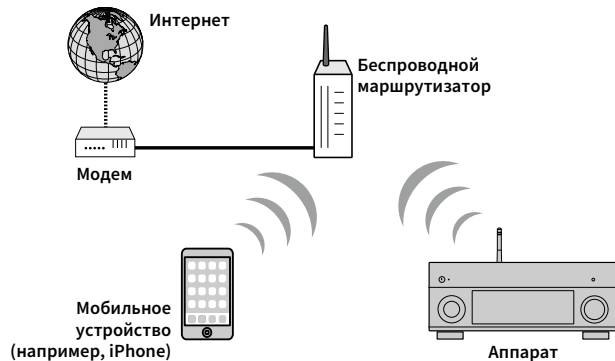 Интернет
Беспроводной
маршрутизатор
Модем
Мобильное
устройство
(например, iPhone)
Аппарат